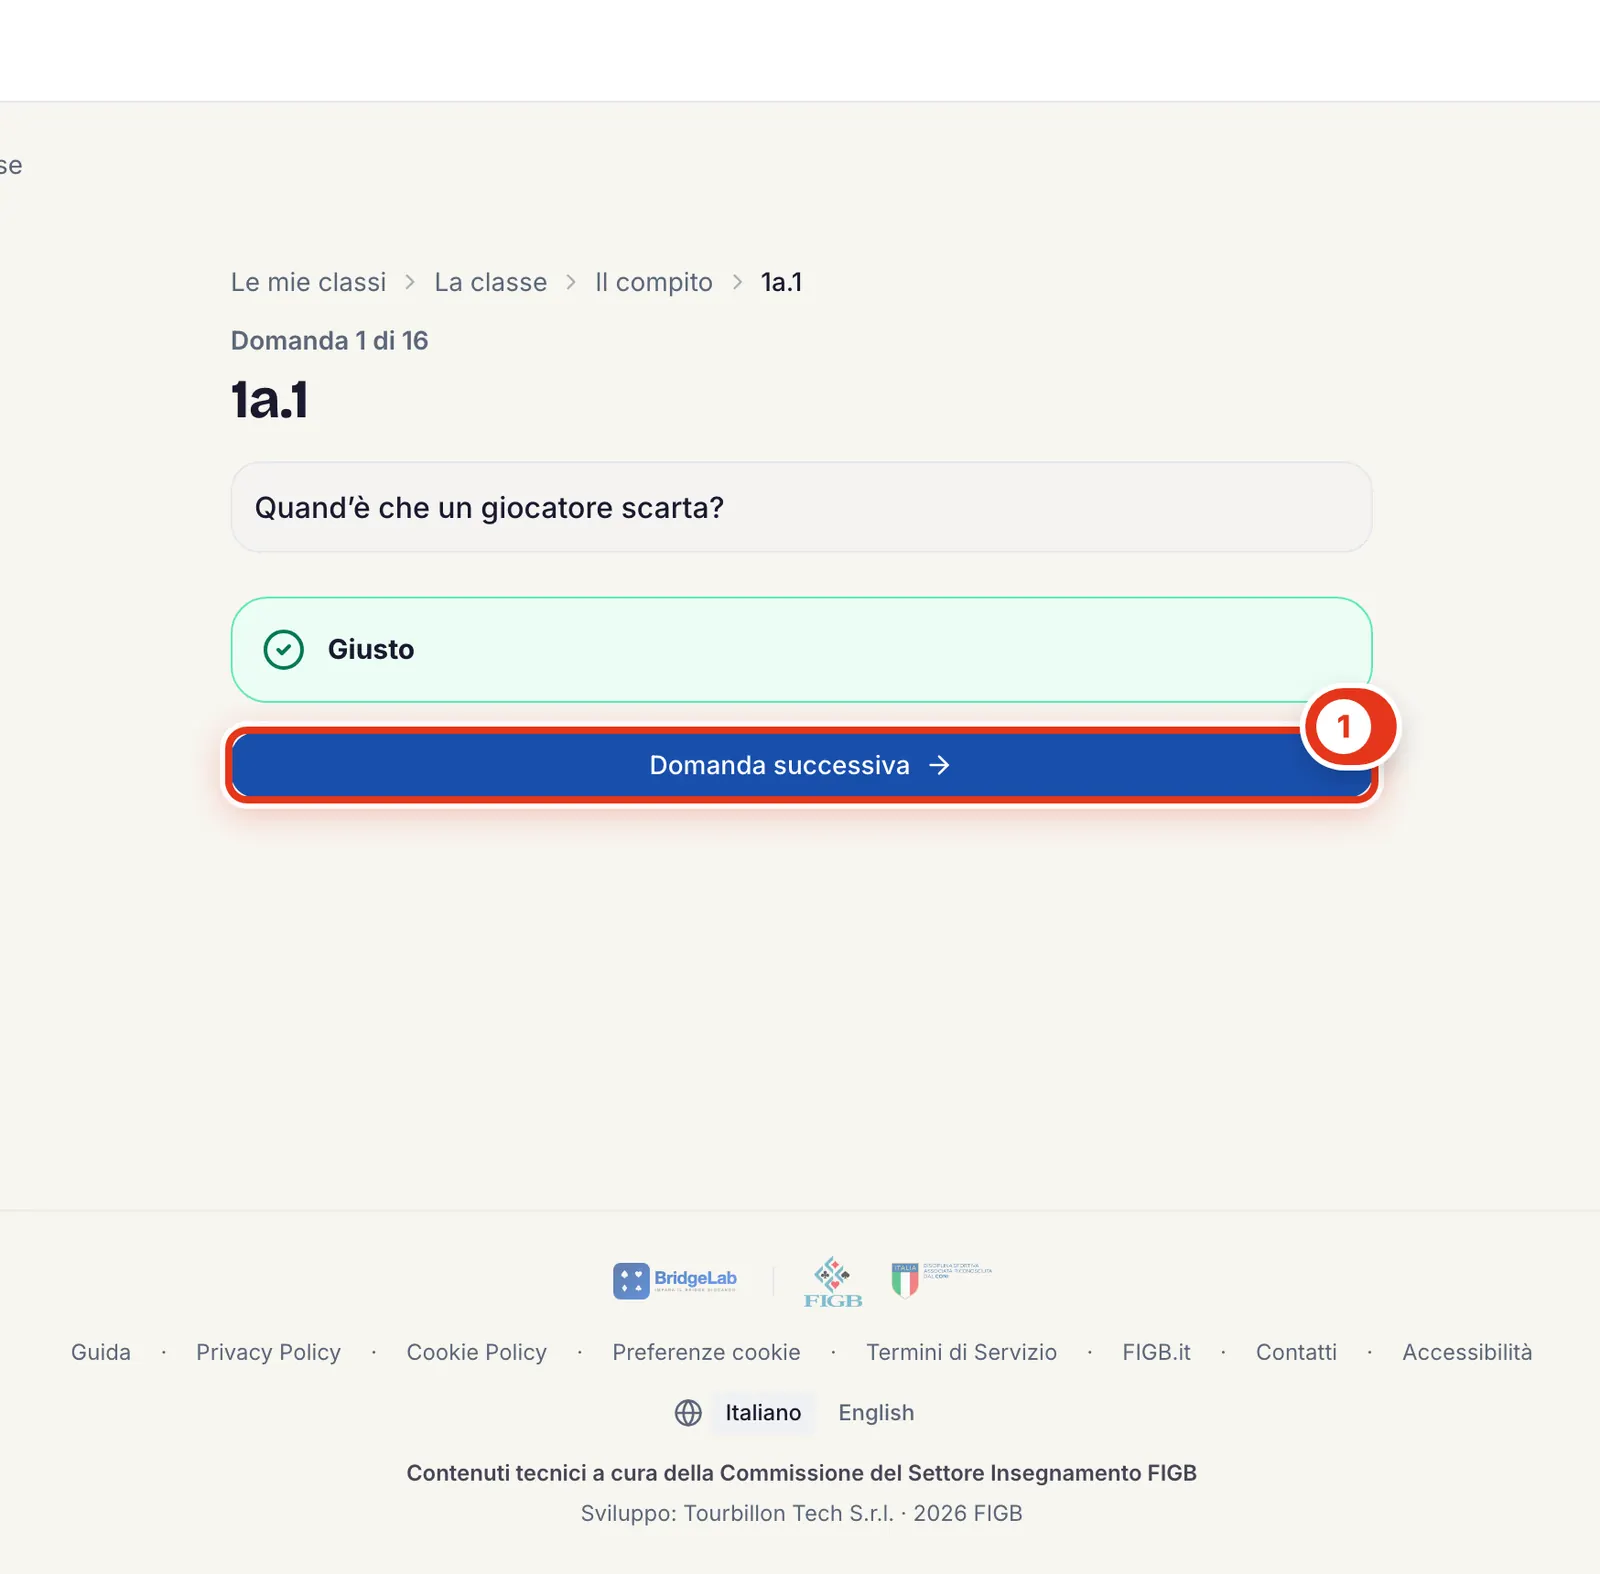 se
Le mie classi > La classe > Il compito > 1a.1
Domanda 1 di 16
1a.1
Quand’è che un giocatore scarta?
Giusto
1
Domanda successiva →
BridgeLab
FIGB
ITALIA
Guida · Privacy Policy · Cookie Policy · Preferenze cookie · Termini di Servizio · FIGB.it · Contatti · Accessibilità
Italiano English
Contenuti tecnici a cura della Commissione del Settore Insegnamento FIGB
Sviluppo: Tourbillon Tech S.r.l. · 2026 FIGB